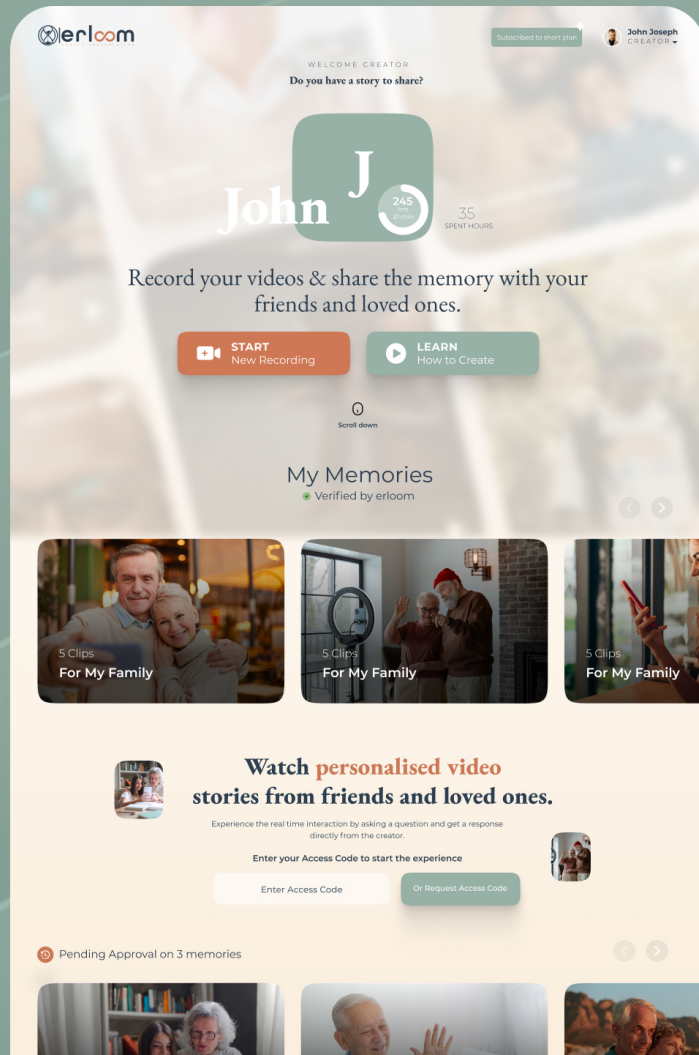 erloom
Subscribed to short plan
John Joseph
CREATOR
WELCOME CREATOR
Do you have a story to share?
J
John
245
hrs
21 min
35
SPENT HOURS
Record your videos & share the memory with your
friends and loved ones.
START
New Recording
LEARN
How to Create
Scroll down
My Memories
Verified by erloom
5 Clips
For My Family
5 Clips
For My Family
5 Clips
For My Family
Watch personalised video
stories from friends and loved ones.
Experience the real time interaction by asking a question and get a response
directly from the creator.
Enter your Access Code to start the experience
Enter Access Code
Or Request Access Code
Pending Approval on 3 memories